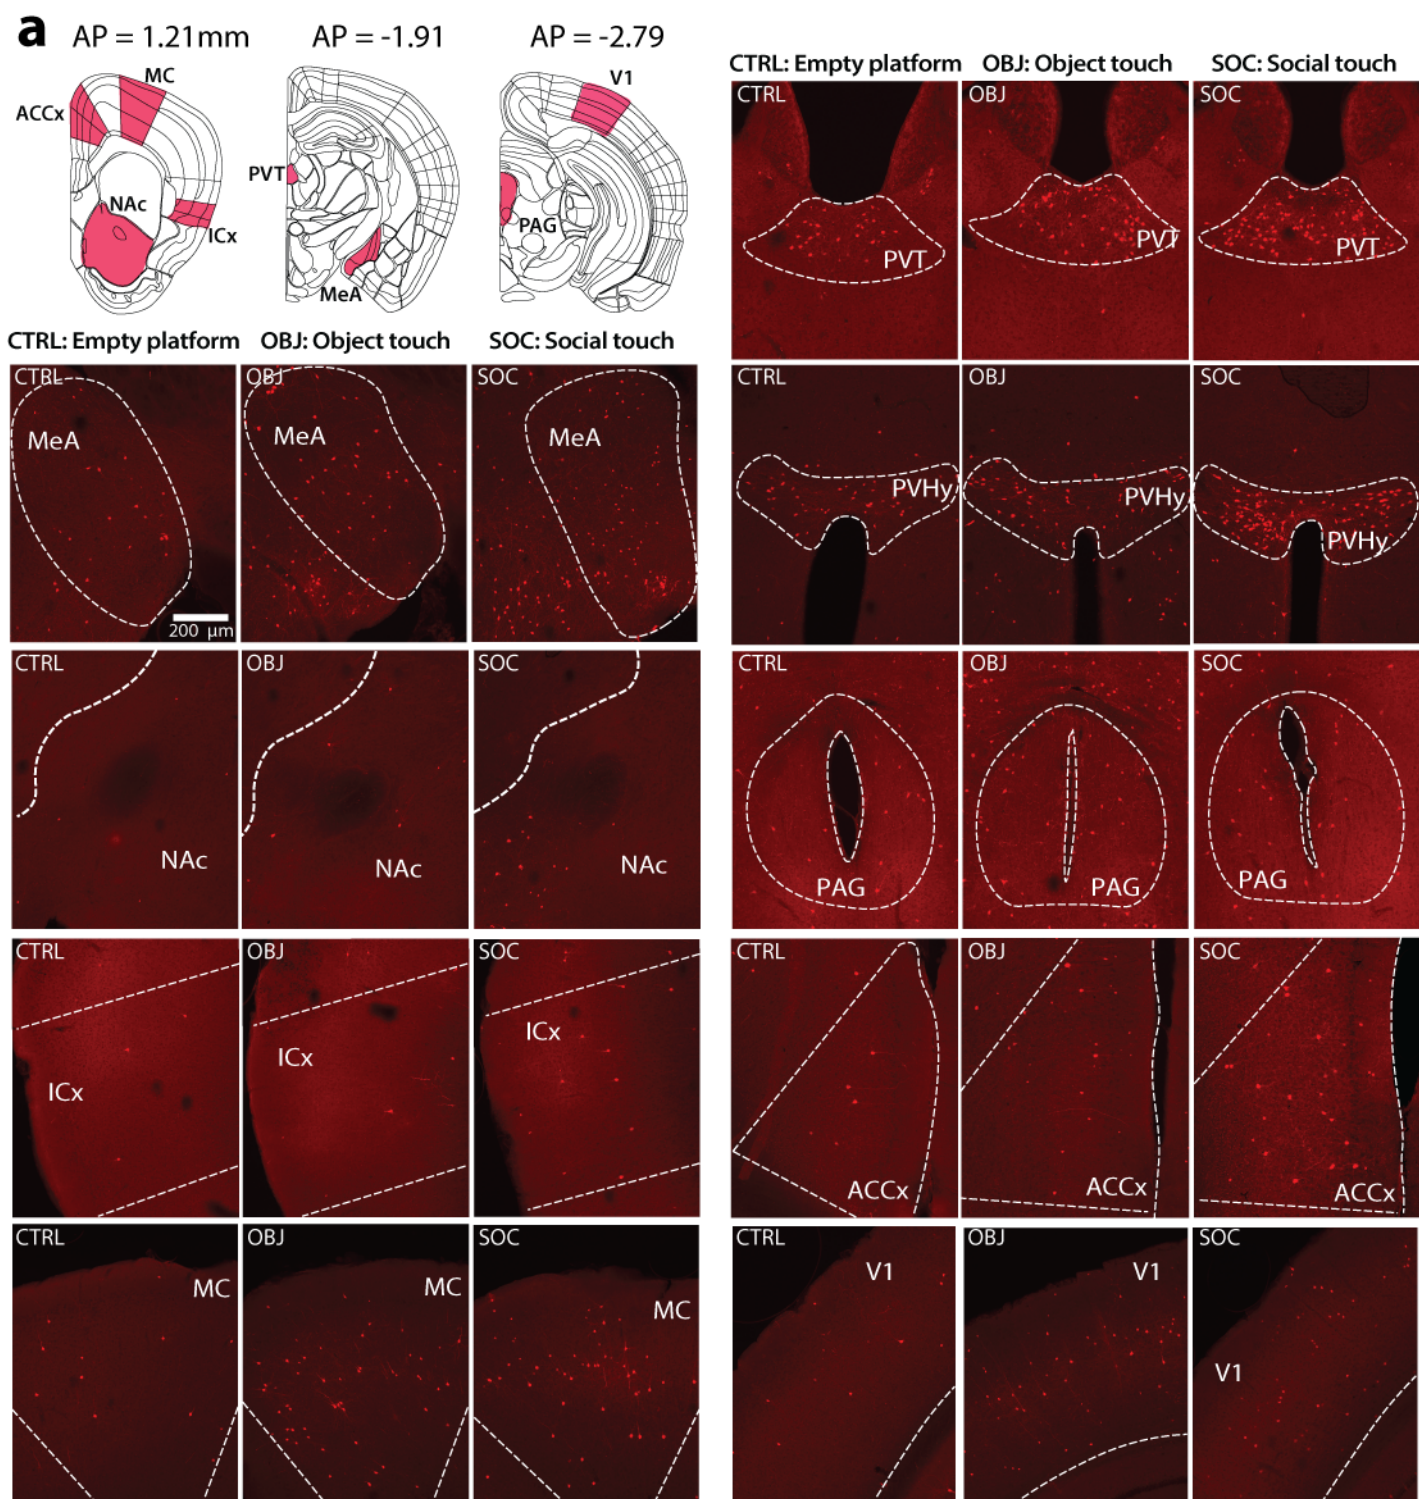 a
AP = 1.21mm
AP = -1.91
AP = -2.79
MC
ACCx
NAc
ICx
PVT
MeA
V1
PAG
CTRL: Empty platform
OBJ: Object touch
SOC: Social touch
CTRL
MeA
200 μm
OBJ
MeA
SOC
MeA
CTRL
NAc
OBJ
NAc
SOC
NAc
CTRL
ICx
OBJ
ICx
SOC
ICx
CTRL
MC
OBJ
MC
SOC
MC
CTRL: Empty platform
OBJ: Object touch
SOC: Social touch
CTRL
PVT
OBJ
PVT
SOC
PVT
CTRL
PVHy
OBJ
PVHy
SOC
PVHy
CTRL
PAG
OBJ
PAG
SOC
PAG
CTRL
ACCx
OBJ
ACCx
SOC
ACCx
CTRL
V1
OBJ
V1
SOC
V1